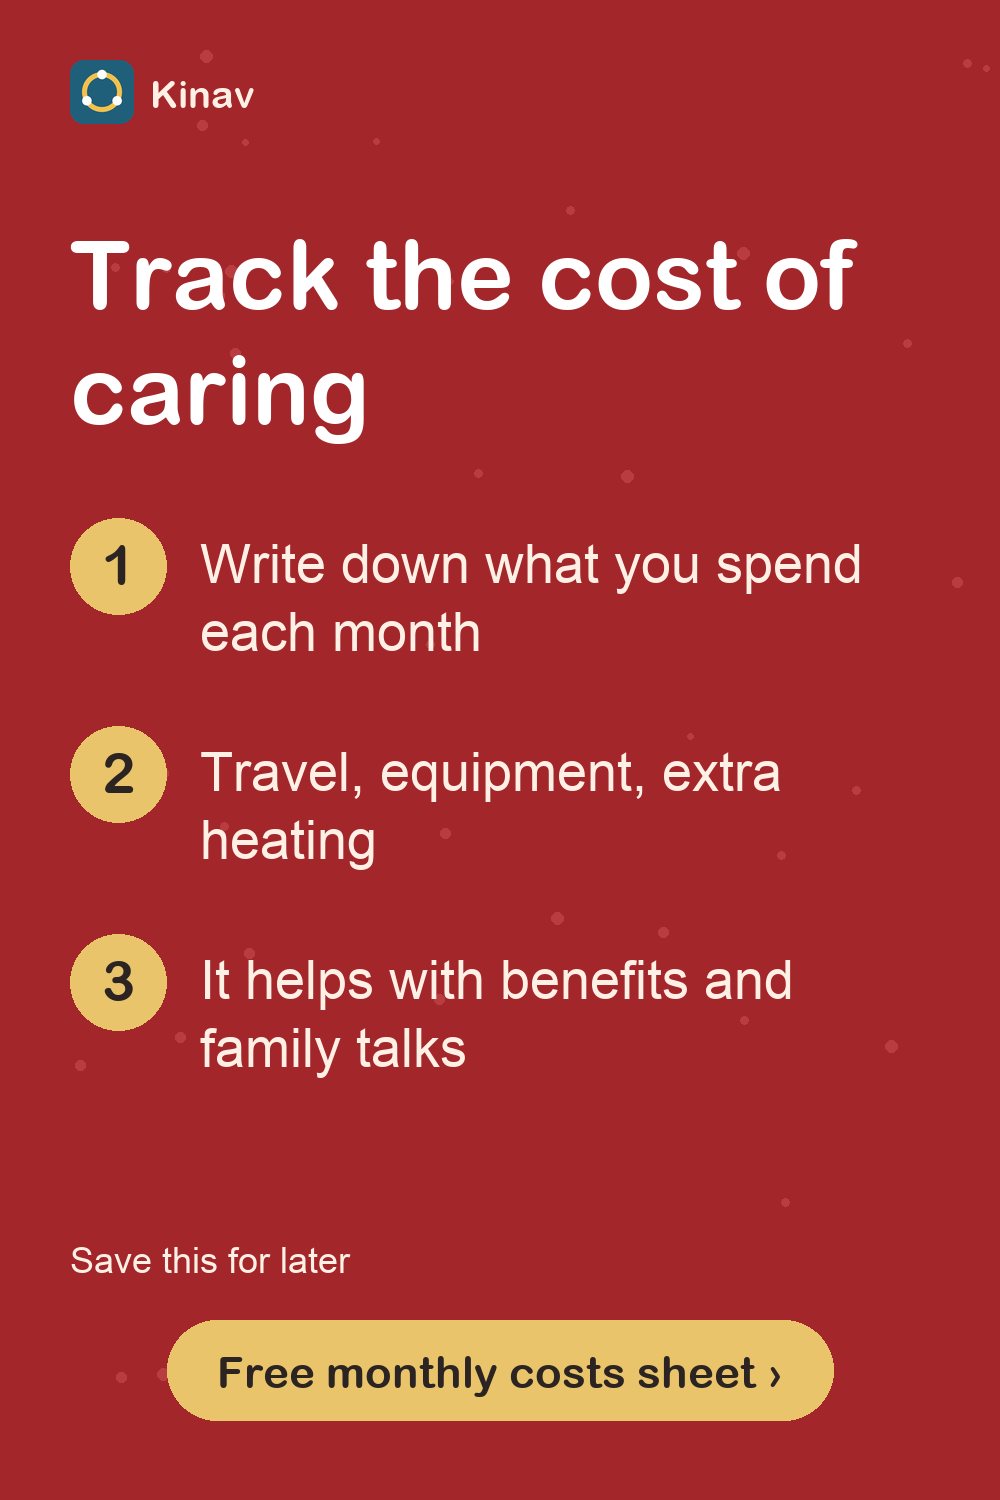 Kinav
Track the cost of
caring
1
Write down what you spend
each month
2
Travel, equipment, extra
heating
3
It helps with benefits and
family talks
Save this for later
Free monthly costs sheet ›